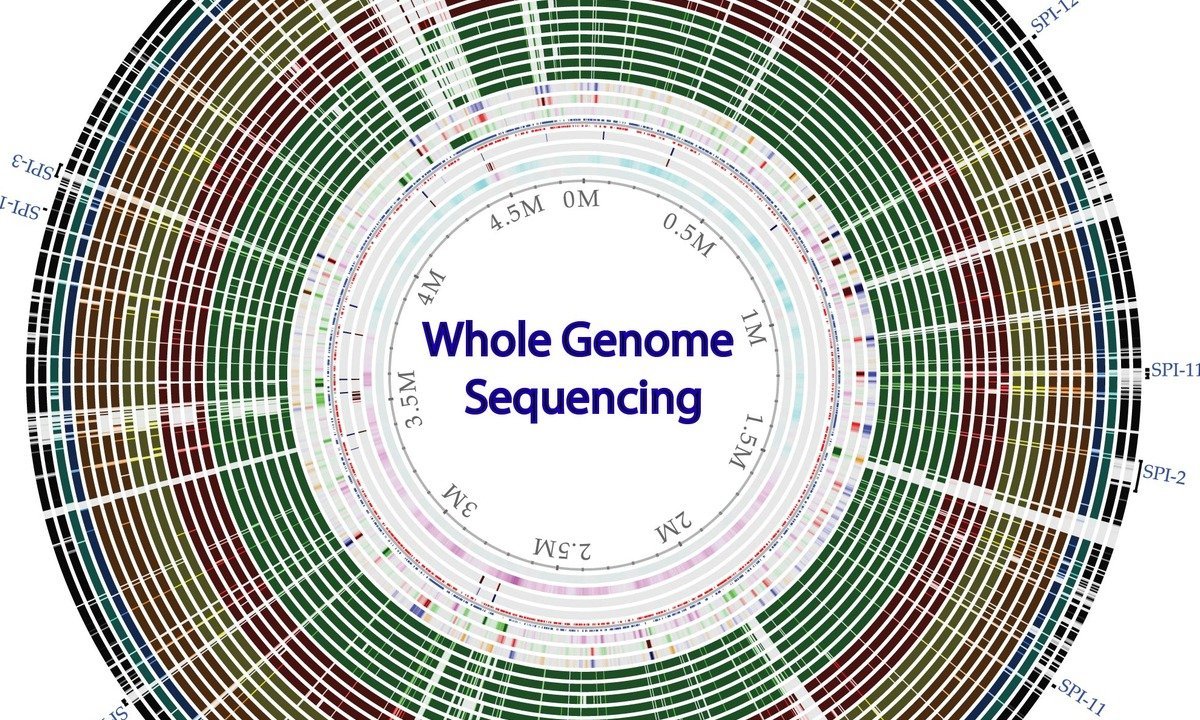 SPI-12
SPI-3
SPI-1
4.5M
0M
0.5M
4M
1M
Whole Genome
Sequencing
SPI-11
3.5M
1.5M
SPI-2
3M
2M
2.5M
SPI-11